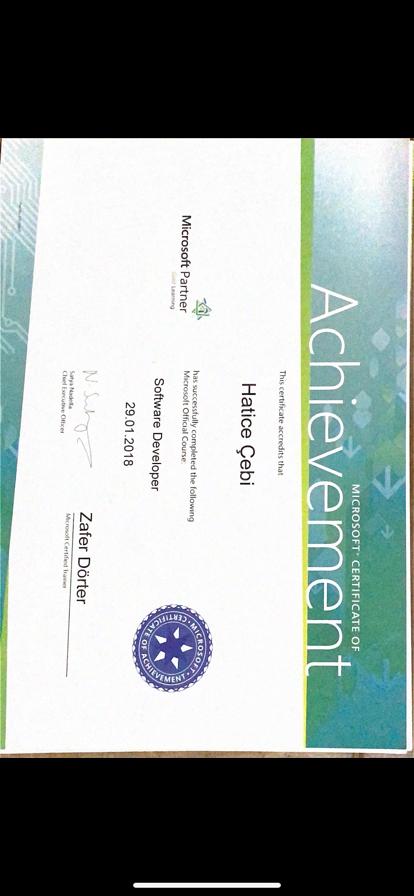 MICROSOFT® CERTIFICATE OF
Achievement
This certificate accredits that
Hatice Çebi
Microsoft Partner
Gold Learning
has successfully completed the following
Microsoft Official Course:
MICROSOFT
CERTIFICATE OF ACHIEVEMENT
Software Developer
29.01.2018
Satya Nadella
Chief Executive Officer
Zafer Dörter
Microsoft Certified Trainer